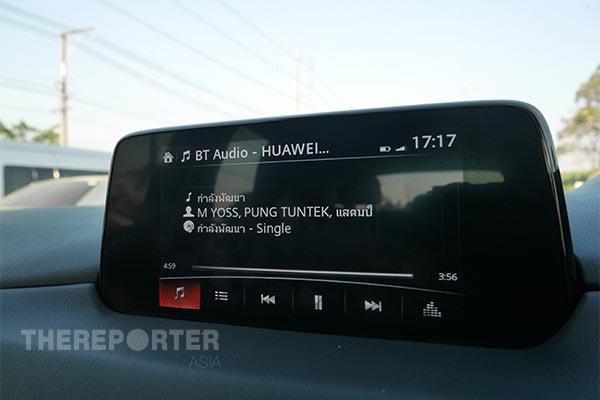 BT Audio - HUAWEI... 17:17
กำลังพัฒนา
M YOSS, PUNG TUNTEK, แสตมป์
กำลังพัฒนา - Single
4:59 3:56
THEREPORTER
ASIA